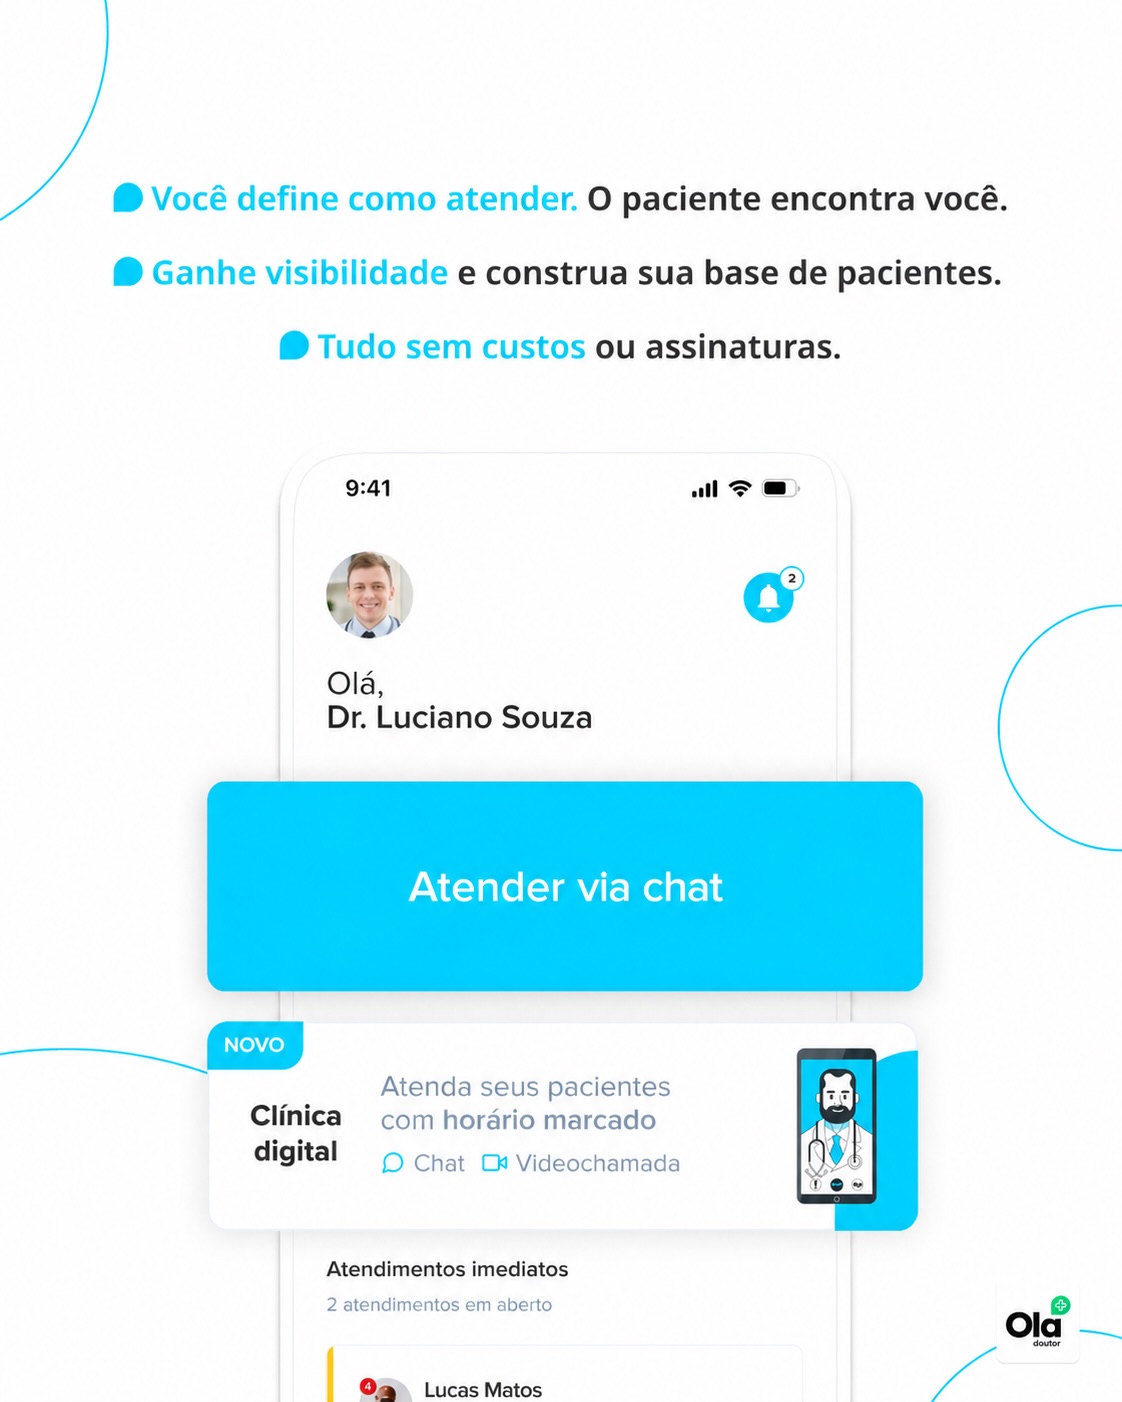 Você define como atender. O paciente encontra você.
Ganhe visibilidade e construa sua base de pacientes.
Tudo sem custos ou assinaturas.
9:41
2
Olá,
Dr. Luciano Souza
Atender via chat
NOVO
Clínica
digital
Atenda seus pacientes
com horário marcado
Chat Videochamada
Atendimentos imediatos
2 atendimentos em aberto
4
Lucas Matos
Ola
doutor